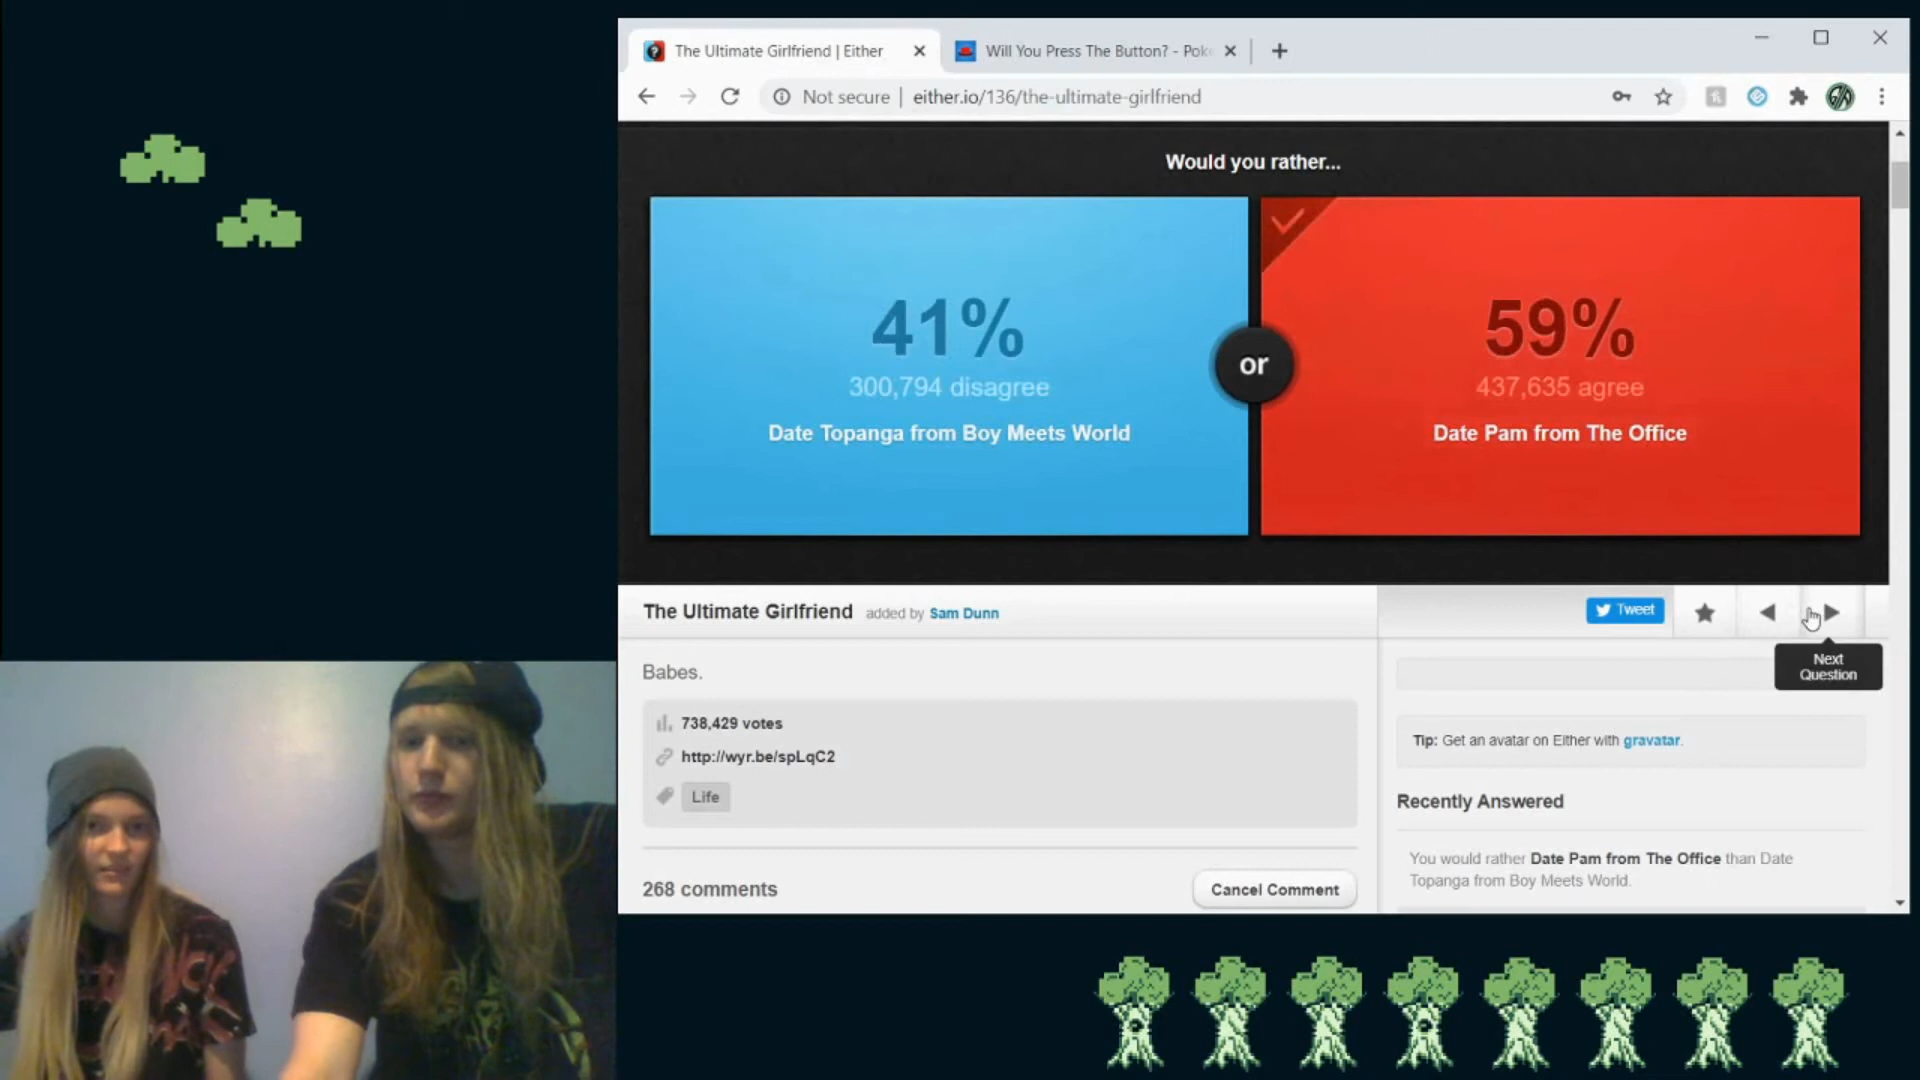 The Ultimate Girlfriend | Either
Will You Press The Button? - Pok
Not secure | either.io/136/the-ultimate-girlfriend
Would you rather...
41%
300,794 disagree
Date Topanga from Boy Meets World
or
59%
437,635 agree
Date Pam from The Office
The Ultimate Girlfriend added by Sam Dunn
Tweet
Next
Question
Babes.
738,429 votes
http://wyr.be/spLqC2
Life
268 comments
Cancel Comment
Tip: Get an avatar on Either with gravatar.
Recently Answered
You would rather Date Pam from The Office than Date
Topanga from Boy Meets World.